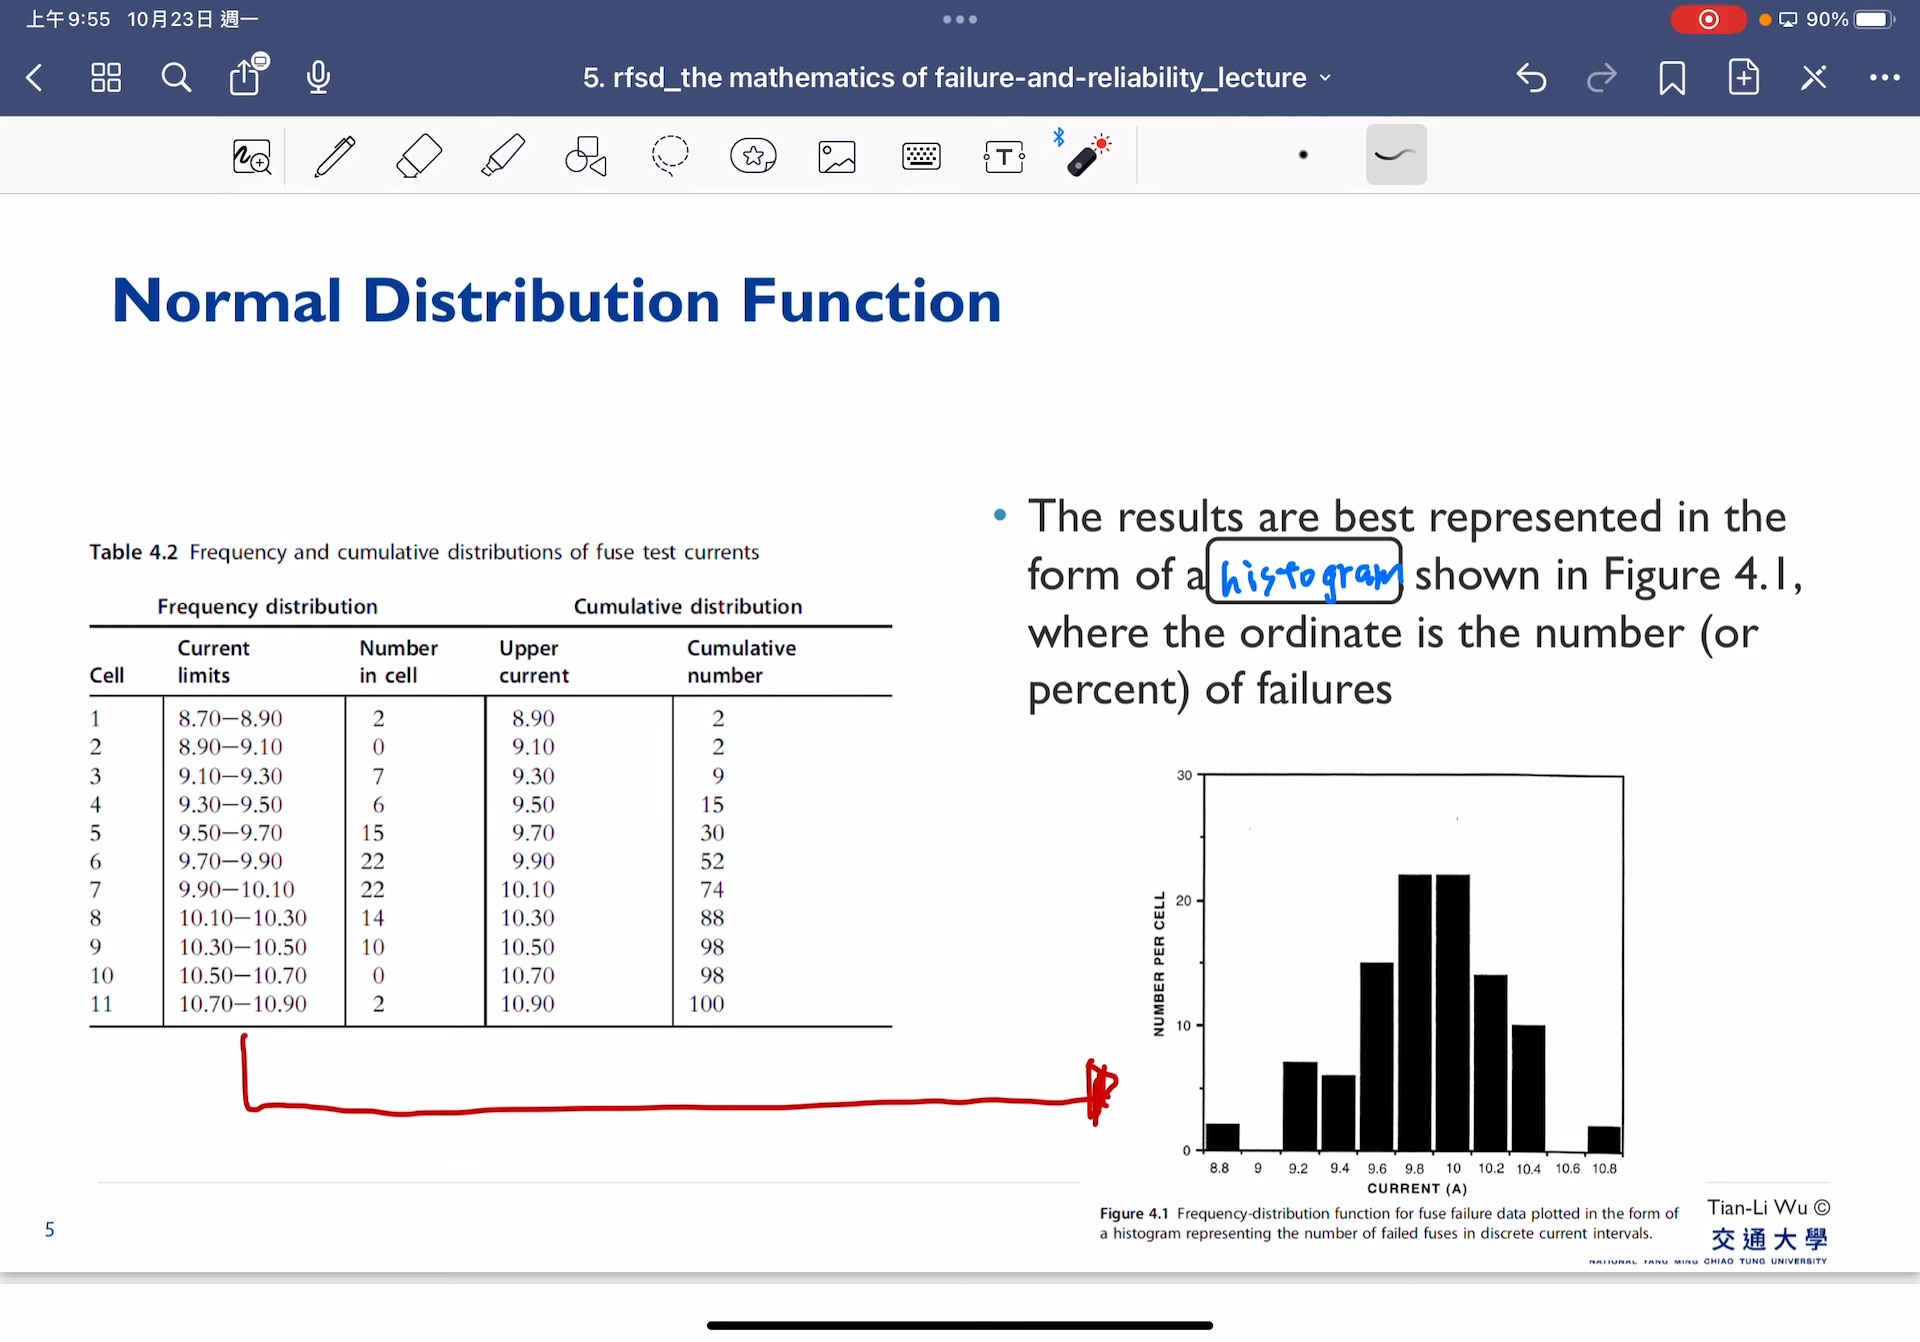 上午9:55 10月23日 週一
90%
5. rfsd_the mathematics of failure-and-reliability_lecture
T
Normal Distribution Function
Table 4.2 Frequency and cumulative distributions of fuse test currents
Frequency distribution Cumulative distribution
Cell Current limits Number in cell Upper current Cumulative number
1 8.70–8.90 2 8.90 2
2 8.90–9.10 0 9.10 2
3 9.10–9.30 7 9.30 9
4 9.30–9.50 6 9.50 15
5 9.50–9.70 15 9.70 30
6 9.70–9.90 22 9.90 52
7 9.90–10.10 22 10.10 74
8 10.10–10.30 14 10.30 88
9 10.30–10.50 10 10.50 98
10 10.50–10.70 0 10.70 98
11 10.70–10.90 2 10.90 100
• The results are best represented in the
form of a histogram shown in Figure 4.1,
where the ordinate is the number (or
percent) of failures
30
20
10
0
NUMBER PER CELL
8.8 9 9.2 9.4 9.6 9.8 10 10.2 10.4 10.6 10.8
CURRENT (A)
Figure 4.1 Frequency-distribution function for fuse failure data plotted in the form of
a histogram representing the number of failed fuses in discrete current intervals.
5
Tian-Li Wu ©
交通大學
NATIONAL YANG MING CHIAO TUNG UNIVERSITY